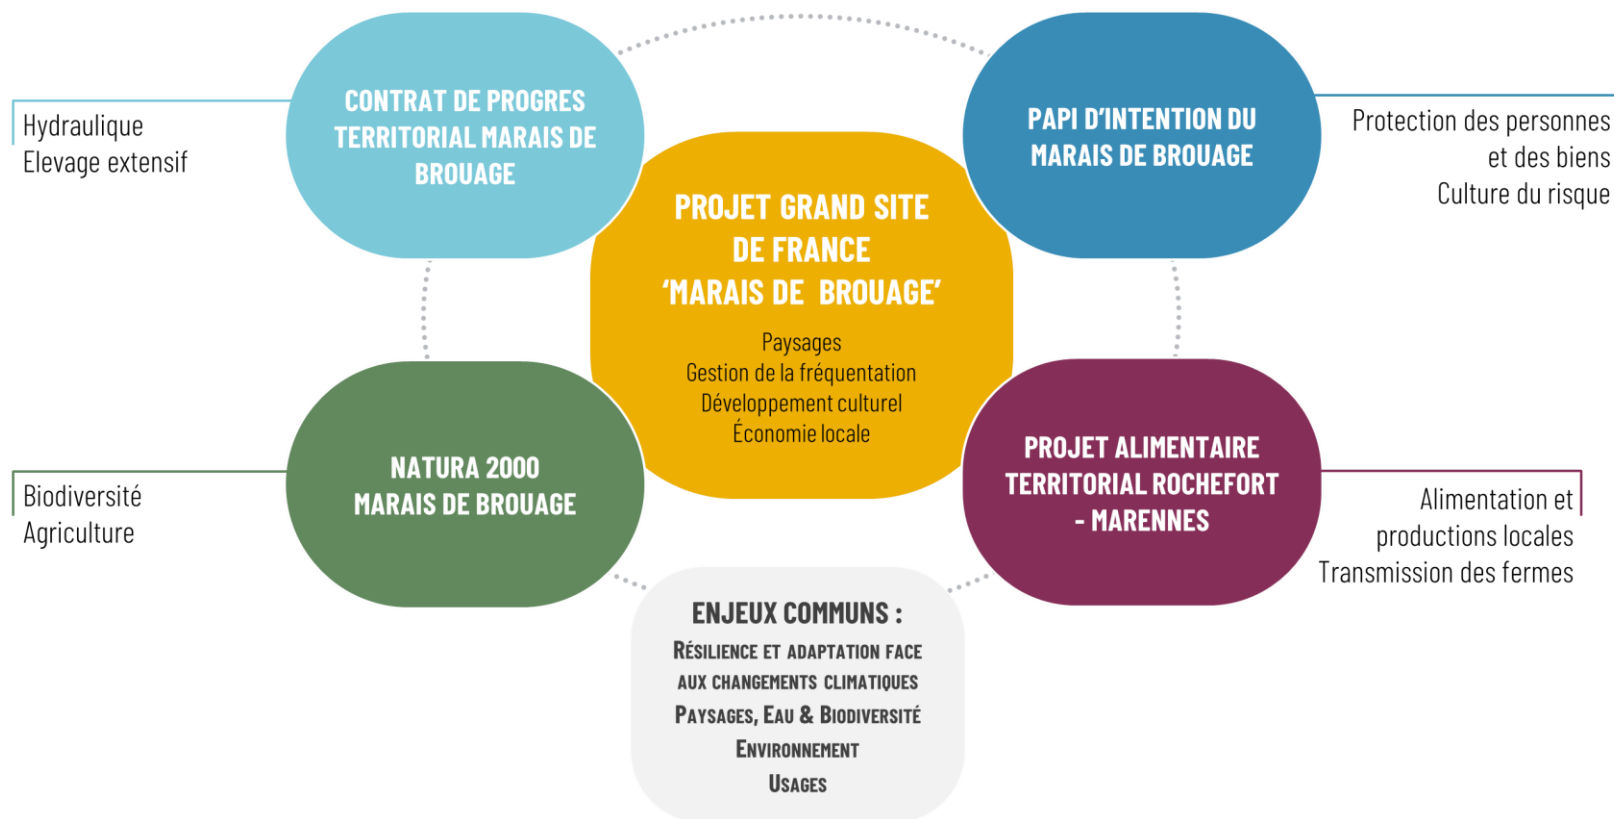 CONTRAT DE PROGRES
TERRITORIAL MARAIS DE
BROUAGE
Hydraulique
Elevage extensif
PAPI D'INTENTION DU
MARAIS DE BROUAGE
Protection des personnes
et des biens
Culture du risque
PROJET GRAND SITE
DE FRANCE
‘MARAIS DE BROUAGE’
Paysages
Gestion de la fréquentation
Développement culturel
Économie locale
NATURA 2000
MARAIS DE BROUAGE
Biodiversité
Agriculture
PROJET ALIMENTAIRE
TERRITORIAL ROCHEFORT
- MARENNES
Alimentation et
productions locales
Transmission des fermes
ENJEUX COMMUNS :
RÉSILIENCE ET ADAPTATION FACE
AUX CHANGEMENTS CLIMATIQUES
PAYSAGES, EAU & BIODIVERSITÉ
ENVIRONNEMENT
USAGES